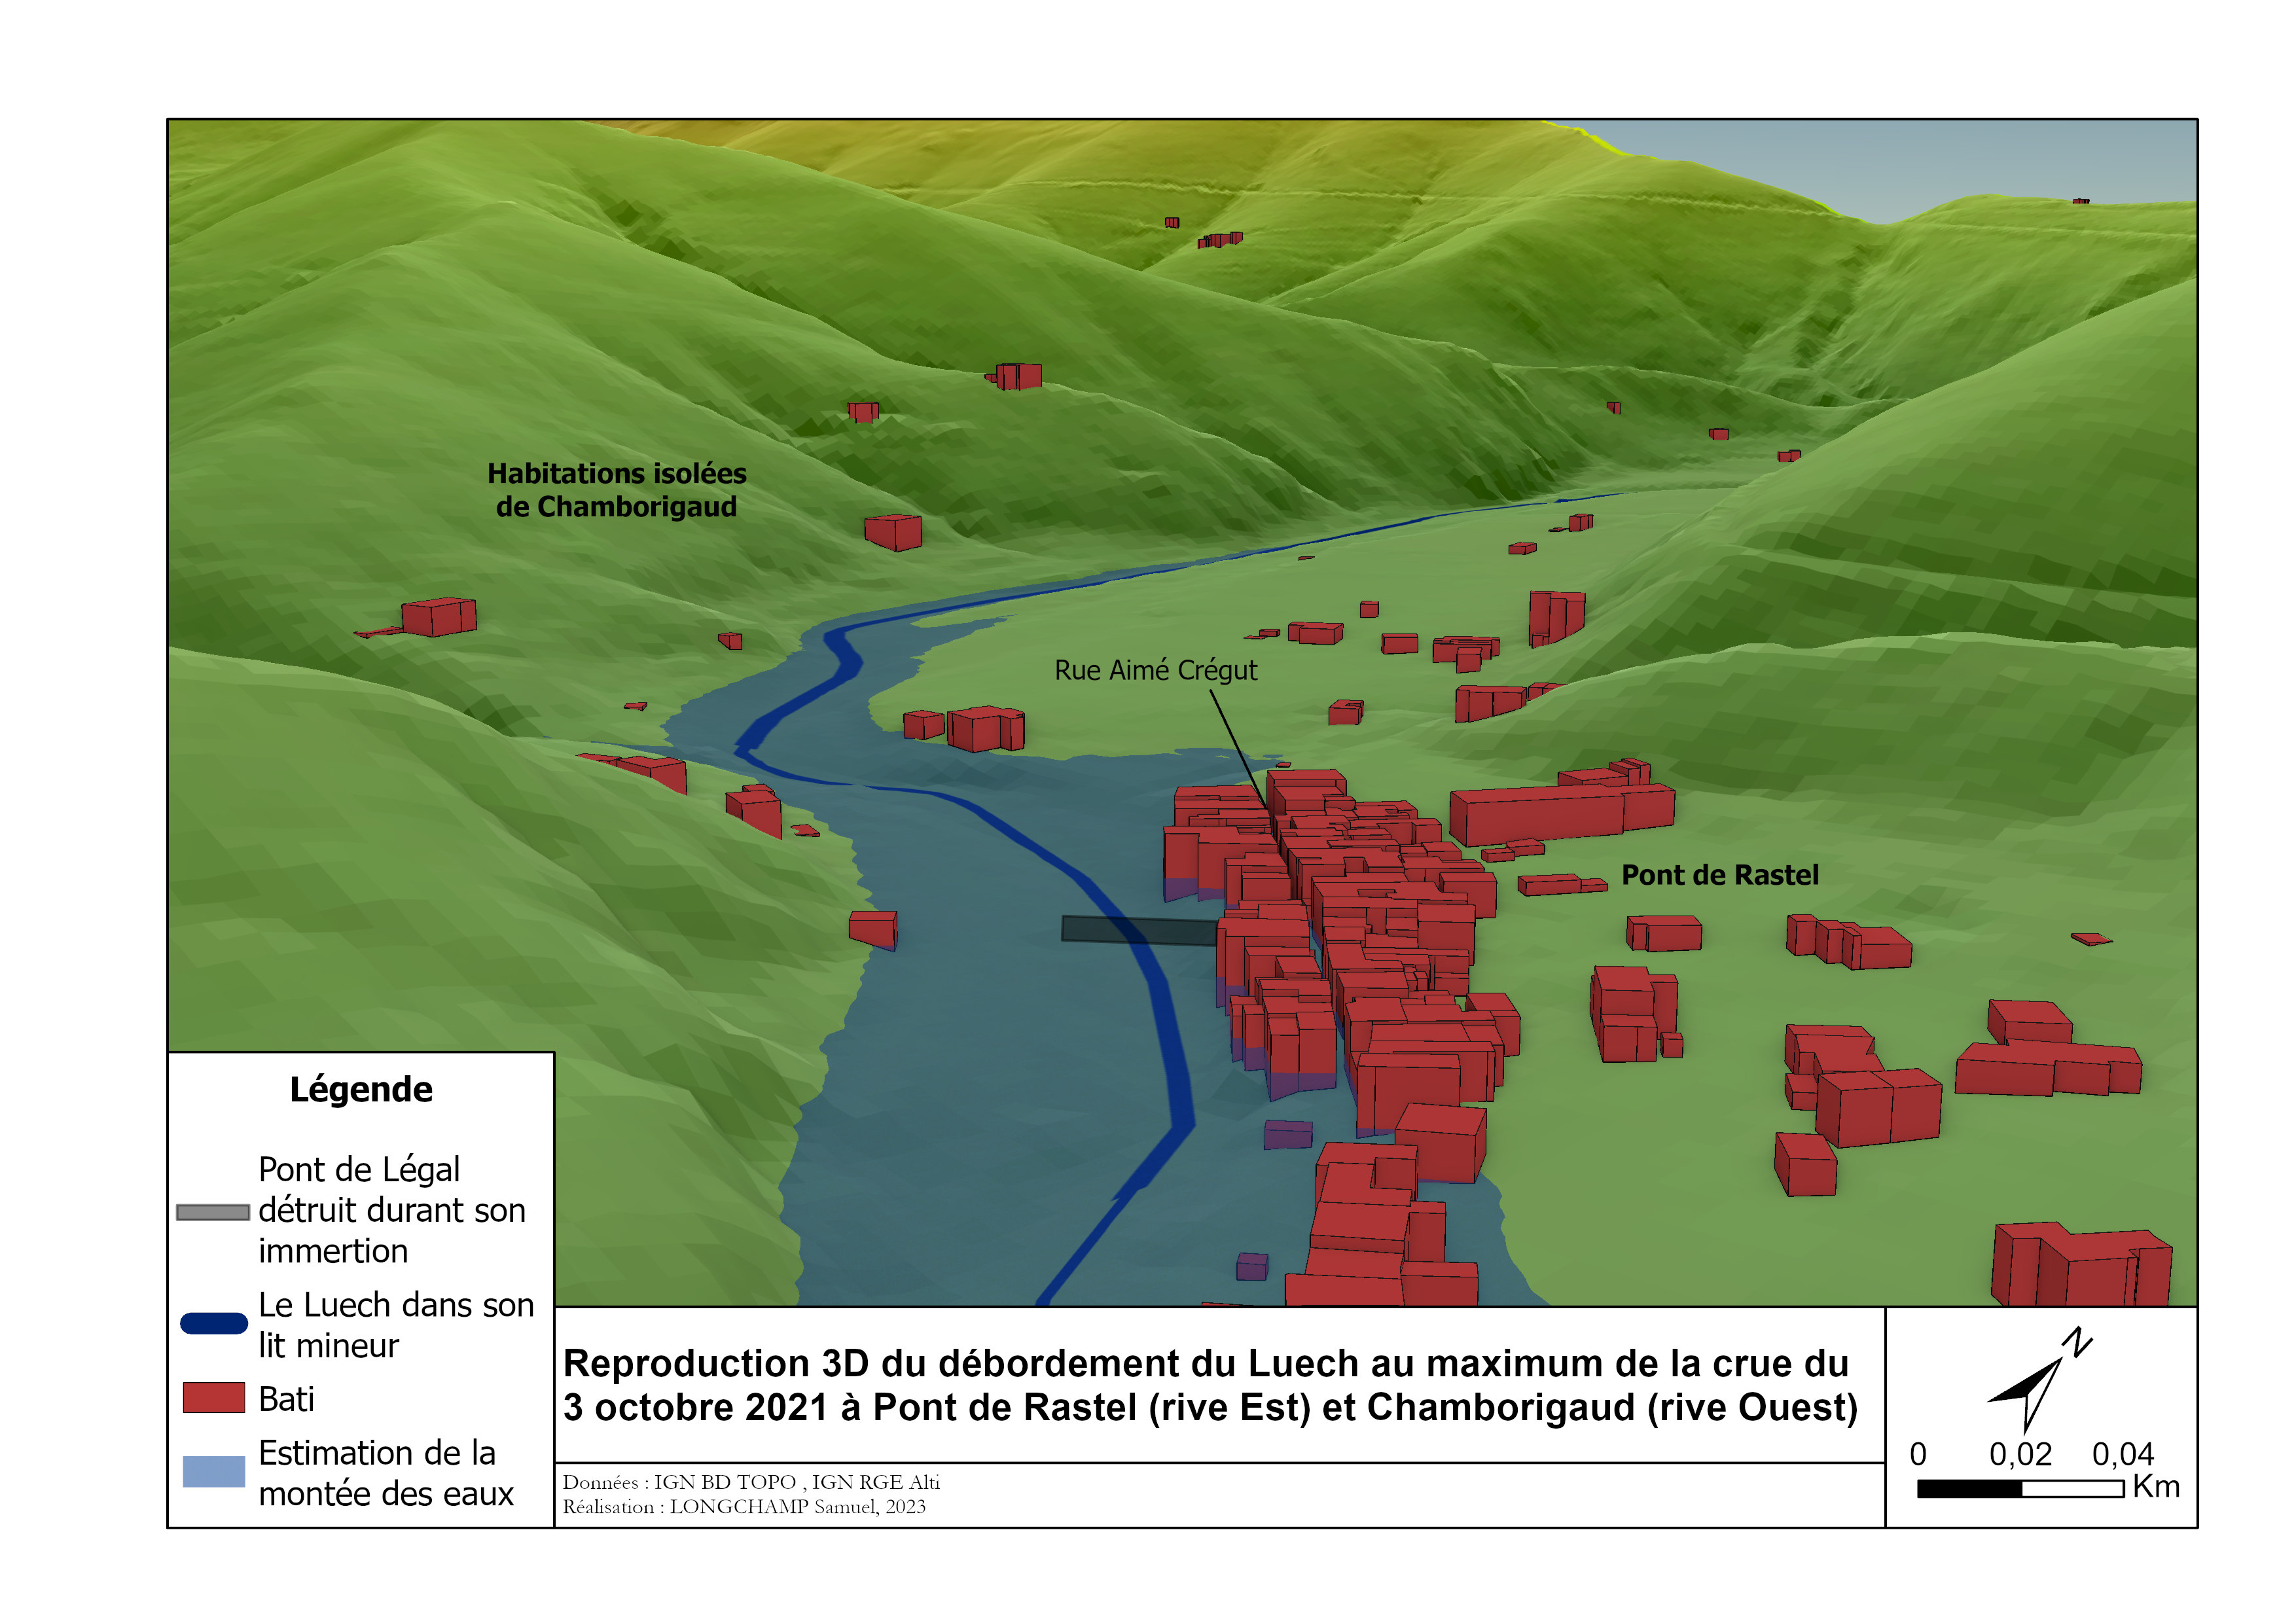 Habitations isolées
de Chamborigaud
Rue Aimé Crégut
Pont de Rastel
Légende
Pont de Légal
détruit durant son
immertion
Le Luech dans son
lit mineur
Bati
Estimation de la
montée des eaux
Reproduction 3D du débordement du Luech au maximum de la crue du
3 octobre 2021 à Pont de Rastel (rive Est) et Chamborigaud (rive Ouest)
Données : IGN BD TOPO , IGN RGE Alti
Réalisation : LONGCHAMP Samuel, 2023
N
0 0,02 0,04
Km